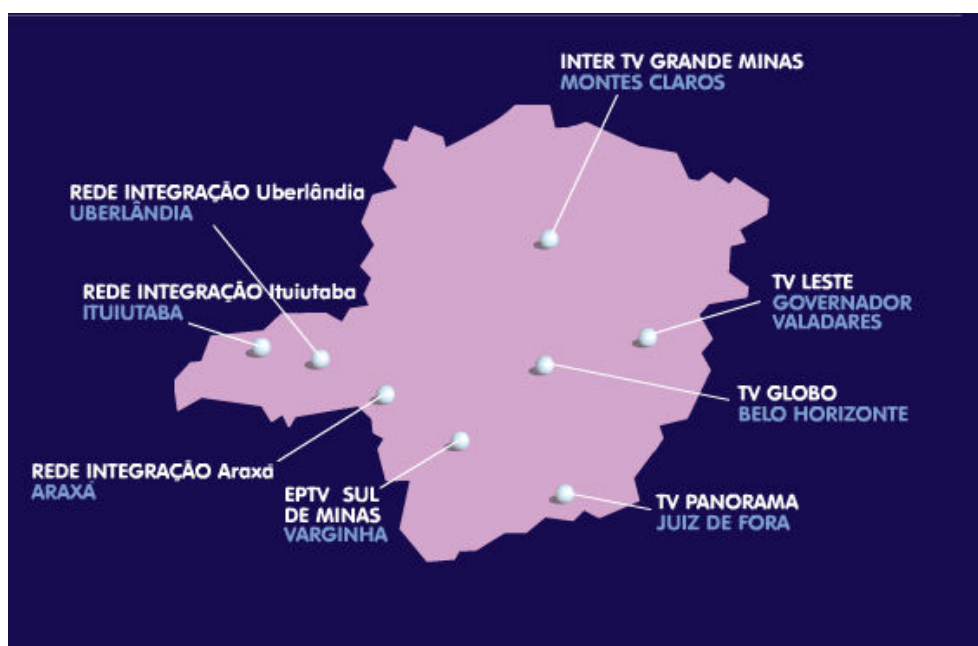 INTER TV GRANDE MINAS
MONTES CLAROS
REDE INTEGRAÇÃO Uberlândia
UBERLÂNDIA
REDE INTEGRAÇÃO Ituiutaba
ITUIUTABA
TV LESTE
GOVERNADOR
VALADARES
TV GLOBO
BELO HORIZONTE
REDE INTEGRAÇÃO Araxá
ARAXÁ
EPTV SUL
DE MINAS
VARGINHA
TV PANORAMA
JUIZ DE FORA